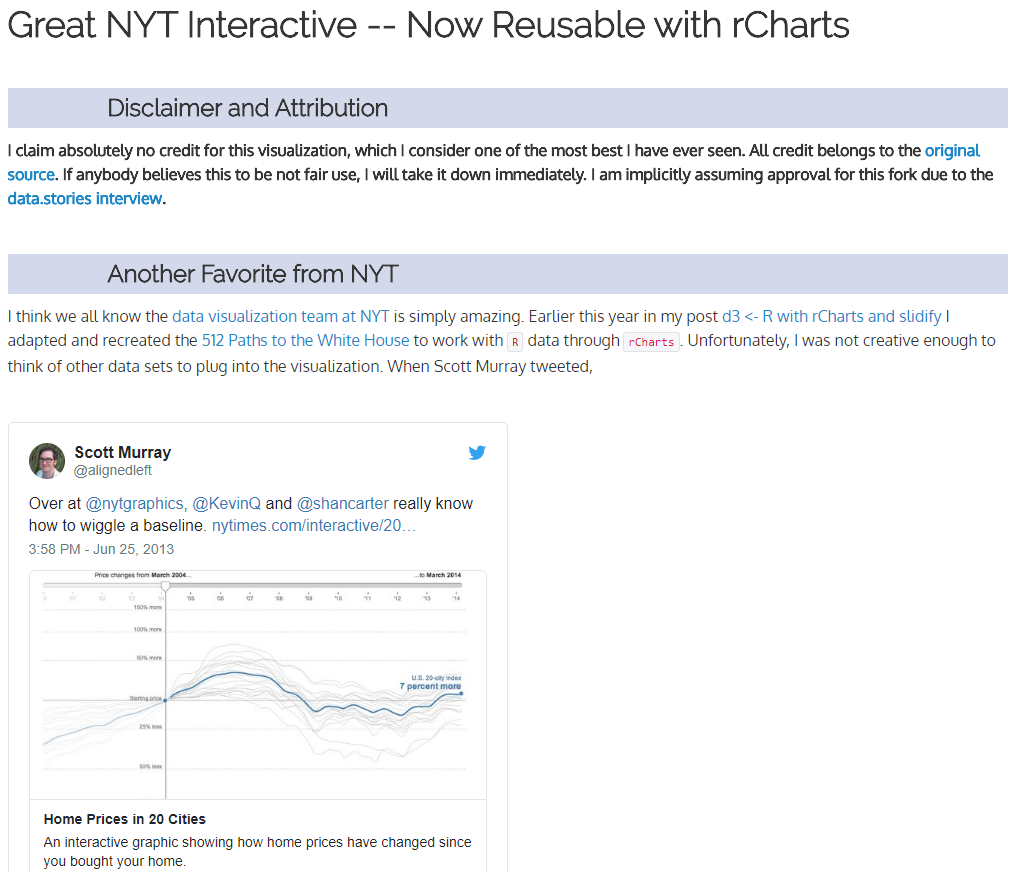 Great NYT Interactive -- Now Reusable with rCharts
Disclaimer and Attribution
I claim absolutely no credit for this visualization, which I consider one of the most best I have ever seen. All credit belongs to the original
source. If anybody believes this to be not fair use, I will take it down immediately. I am implicitly assuming approval for this fork due to the
data.stories interview.
Another Favorite from NYT
I think we all know the data visualization team at NYT is simply amazing. Earlier this year in my post d3 <- R with rCharts and slidify I
adapted and recreated the 512 Paths to the White House to work with R data through rCharts. Unfortunately, I was not creative enough to
think of other data sets to plug into the visualization. When Scott Murray tweeted,
Scott Murray
@alignedleft
Over at @nytgraphics, @KevinQ and @shancarter really know
how to wiggle a baseline. nytimes.com/interactive/20…
3:58 PM - Jun 25, 2013
Price changes from March 2004... ...to March 2014
'05 '06 '07 '08 '09 '10 '11 '12 '13 '14
150% more
100% more
50% more
U.S. 20-city index
7 percent more
Starting price
25% less
50% less
Home Prices in 20 Cities
An interactive graphic showing how home prices have changed since
you bought your home.